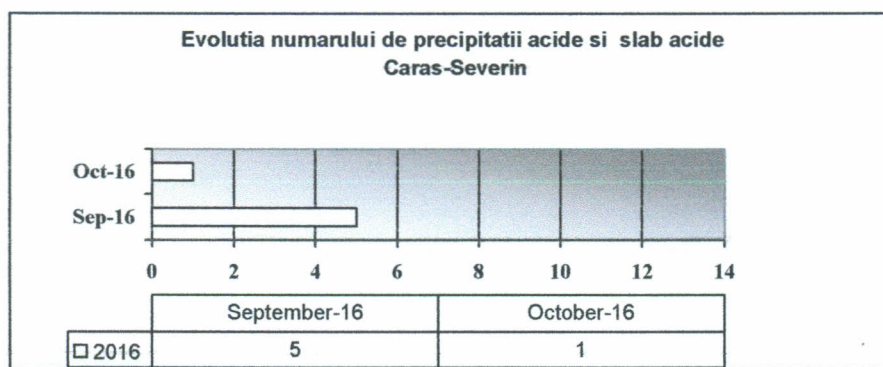 Evolutia numarului de precipitatii acide si slab acide
Caras-Severin
Oct-16
Sep-16
0 2 4 6 8 10 12 14
September-16 October-16
2016 5 1